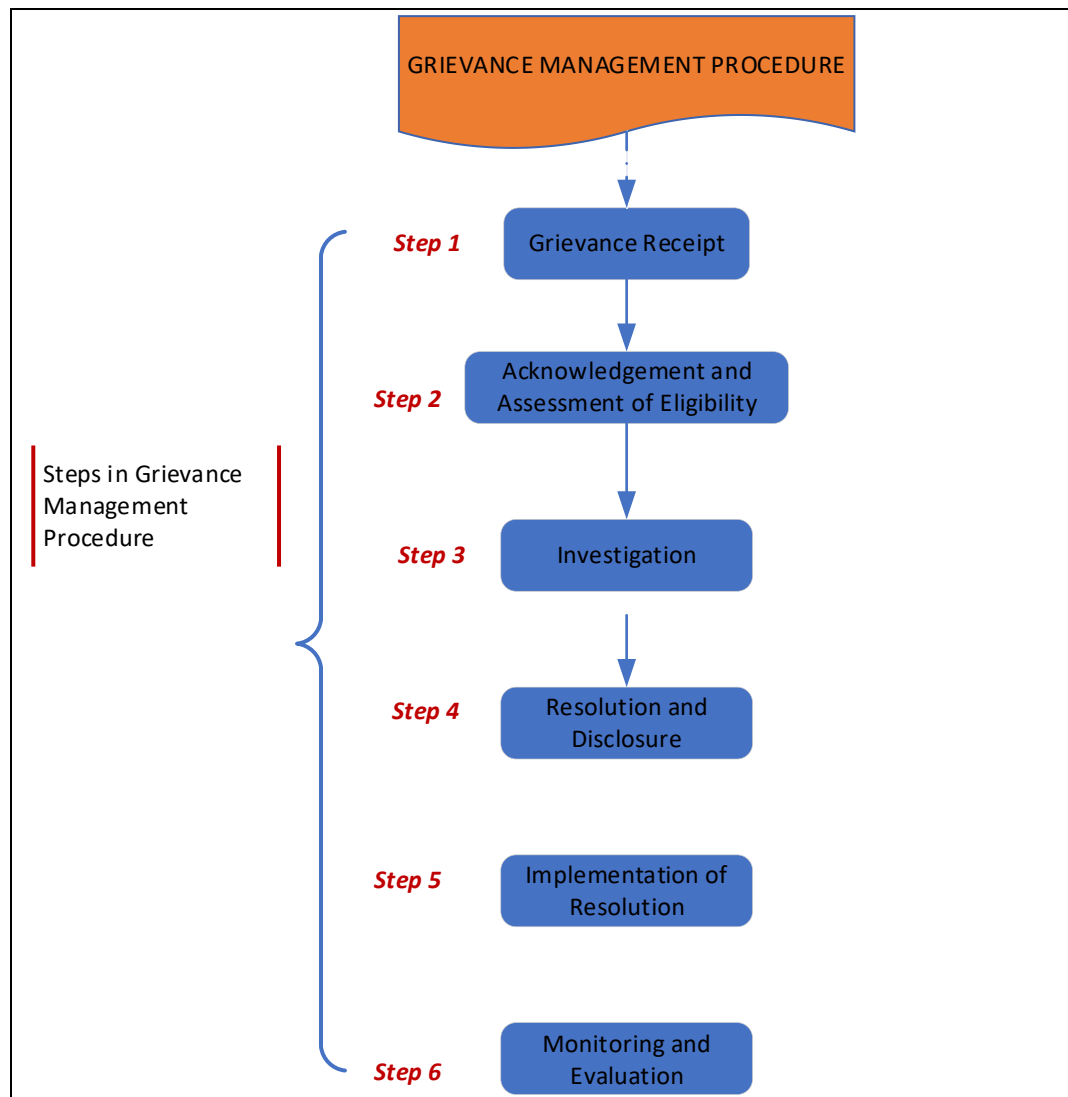 GRIEVANCE MANAGEMENT PROCEDURE
Step 1
Grievance Receipt
Step 2
Acknowledgement and
Assessment of Eligibility
Steps in Grievance
Management
Procedure
Step 3
Investigation
Step 4
Resolution and
Disclosure
Step 5
Implementation of
Resolution
Step 6
Monitoring and
Evaluation